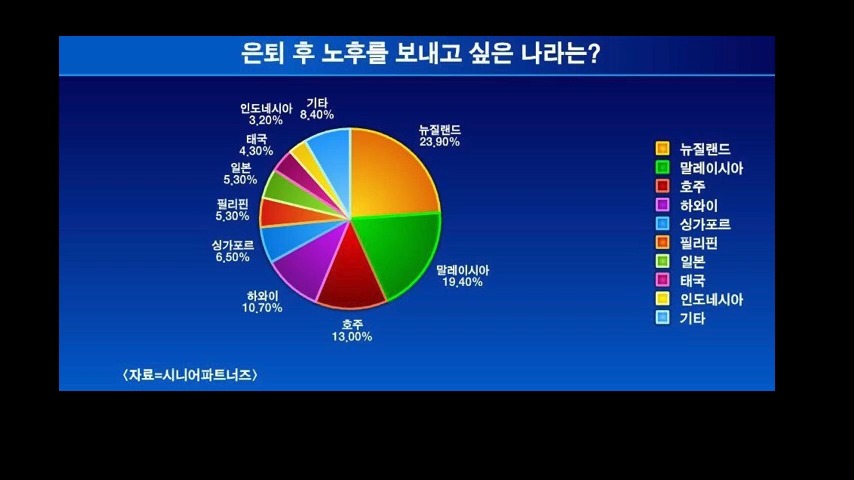 은퇴 후 노후를 보내고 싶은 나라는?
기타
8.40%
인도네시아
3.20%
태국
4.30%
일본
5.30%
필리핀
5.30%
싱가포르
6.50%
하와이
10.70%
호주
13.00%
말레이시아
19.40%
뉴질랜드
23.90%
뉴질랜드
말레이시아
호주
하와이
싱가포르
필리핀
일본
태국
인도네시아
기타
〈자료=시니어파트너즈〉